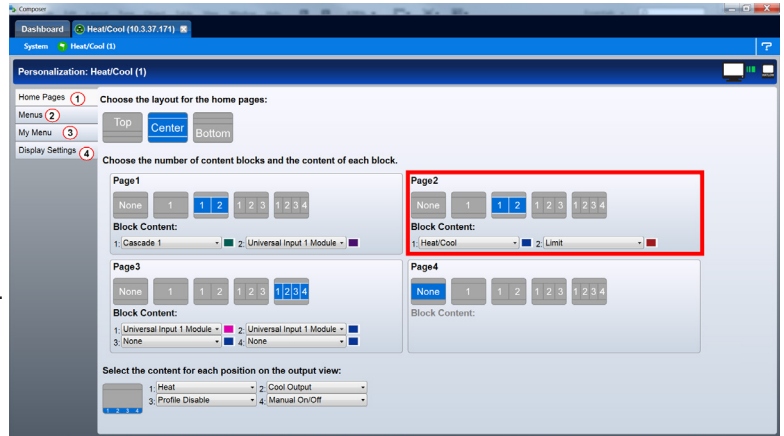 Composer
Dashboard Heat/Cool (10.3.37.171)
System Heat/Cool (1)
?
Personalization: Heat/Cool (1)
Home Pages 1
Menus 2
My Menu 3
Display Settings 4
Choose the layout for the home pages:
Top Center Bottom
Choose the number of content blocks and the content of each block.
Page1
None 1 1 2 1 2 3 1 2 3 4
Block Content:
1: Cascade 1 2: Universal Input 1 Module
Page2
None 1 1 2 1 2 3 1 2 3 4
Block Content:
1: Heat/Cool 2: Limit
Page3
None 1 1 2 1 2 3 1 2 3 4
Block Content:
1: Universal Input 1 Module 2: Universal Input 1 Module
3: None 4: None
Page4
None 1 1 2 1 2 3 1 2 3 4
Block Content:
Select the content for each position on the output view:
1: Heat 2: Cool Output
3: Profile Disable 4: Manual On/Off
1 2 3 4